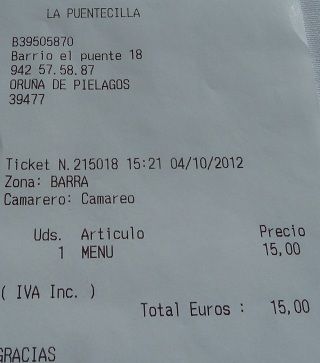 LA PUENTECILLA
B39505870
Barrio el puente 18
942 57.58.87
ORUÑA DE PIELAGOS
39477
Ticket N.215018 15:21 04/10/2012
Zona: BARRA
Camarero: Camareo
Uds. Articulo Precio
1 MENU 15,00
( IVA Inc. )
Total Euros : 15,00
GRACIAS